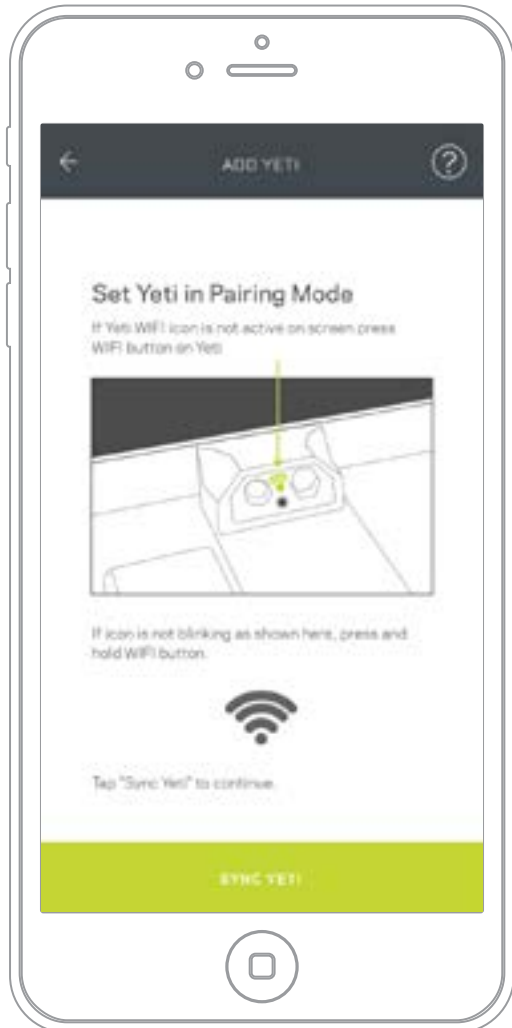 ADD YETI
?
Set Yeti in Pairing Mode
If Yeti WIFI icon is not active on screen press
WIFI button on Yeti
If icon is not blinking as shown here, press and
hold WIFI button.
Tap "Sync Yeti" to continue.
SYNC YETI